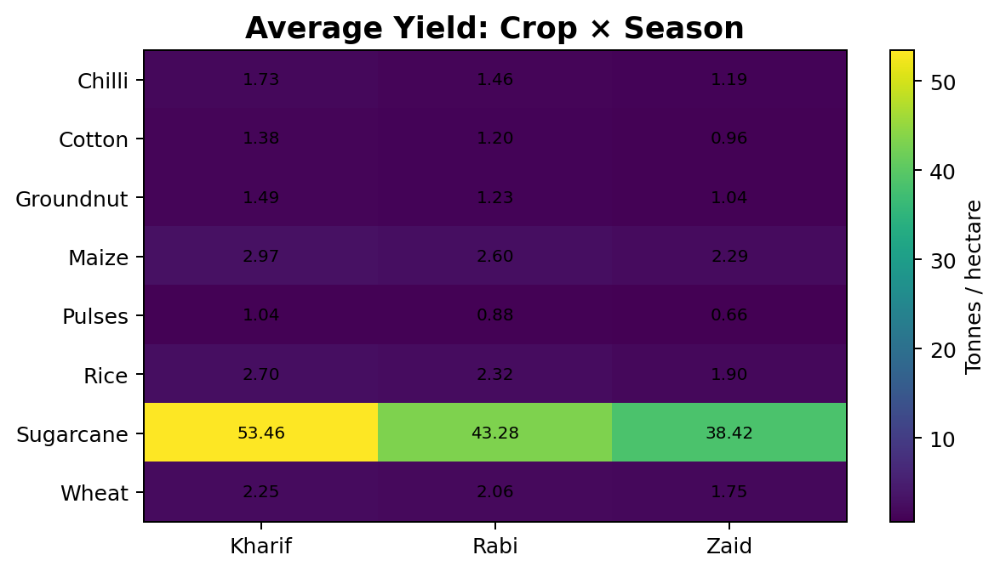 Average Yield: Crop × Season
Chilli 1.73 1.46 1.19
Cotton 1.38 1.20 0.96
Groundnut 1.49 1.23 1.04
Maize 2.97 2.60 2.29
Pulses 1.04 0.88 0.66
Rice 2.70 2.32 1.90
Sugarcane 53.46 43.28 38.42
Wheat 2.25 2.06 1.75
Kharif Rabi Zaid
50
40
30
20
10
Tonnes / hectare